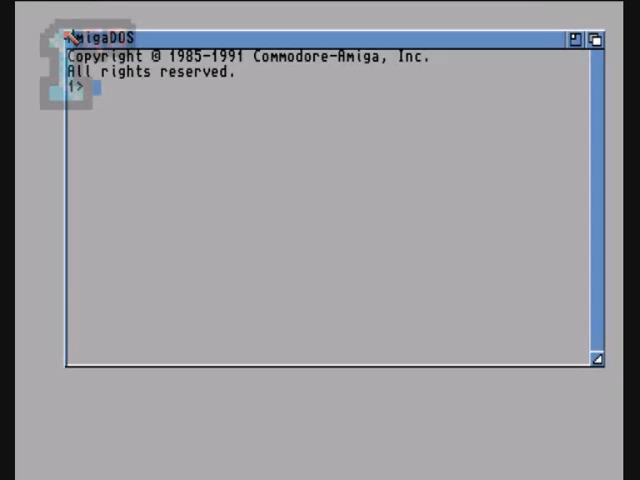 AmigaDOS
Copyright © 1985-1991 Commodore-Amiga, Inc.
All rights reserved.
1>